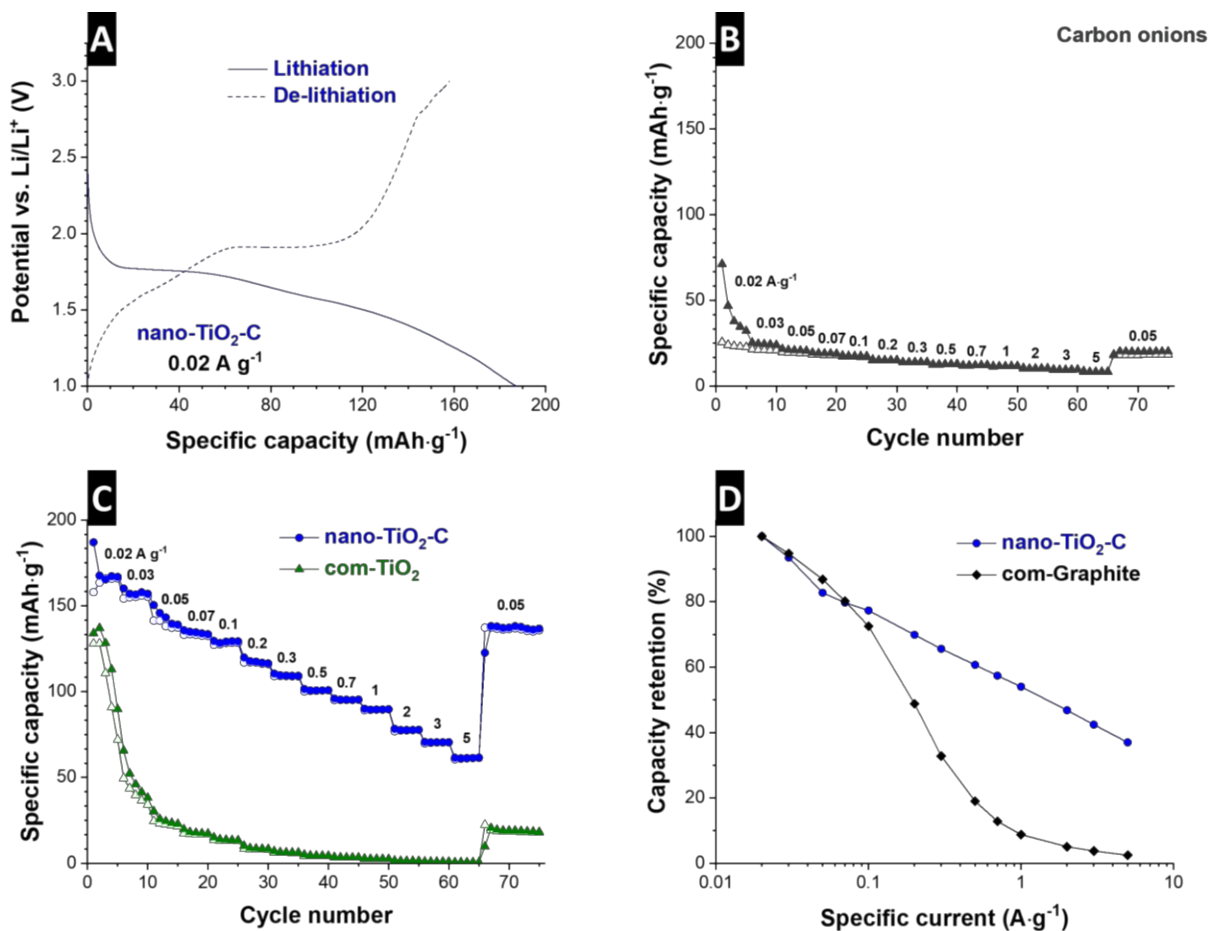 A
Lithiation
De-lithiation
3.0
2.5
2.0
1.5
1.0
Potential vs. Li/Li⁺ (V)
nano-TiO₂-C
0.02 A g⁻¹
0 40 80 120 160 200
Specific capacity (mAh·g⁻¹)
B
Carbon onions
200
150
100
50
0
Specific capacity (mAh·g⁻¹)
0.02 A·g⁻¹
0.03 0.05 0.07 0.1 0.2 0.3 0.5 0.7 1 2 3 5 0.05
0 10 20 30 40 50 60 70
Cycle number
C
nano-TiO₂-C
com-TiO₂
200
150
100
50
0
Specific capacity (mAh·g⁻¹)
0.02 A g⁻¹
0.03 0.05 0.07 0.1 0.2 0.3 0.5 0.7 1 2 3 5 0.05
0 10 20 30 40 50 60 70
Cycle number
D
nano-TiO₂-C
com-Graphite
100
80
60
40
20
0
Capacity retention (%)
0.01 0.1 1 10
Specific current (A·g⁻¹)